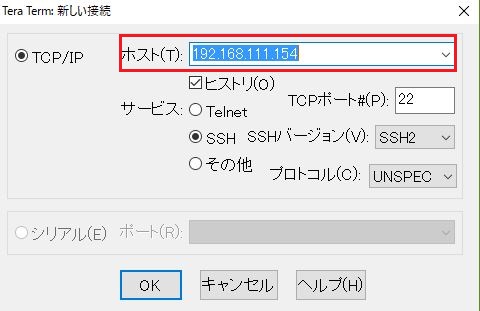 Tera Term: 新しい接続
TCP/IP
ホスト(T): 192.168.111.154
ヒストリ(O)
サービス: Telnet
TCPポート#(P): 22
SSH
SSHバージョン(V): SSH2
その他
プロトコル(C): UNSPEC
シリアル(E)
ポート(R):
OK
キャンセル
ヘルプ(H)